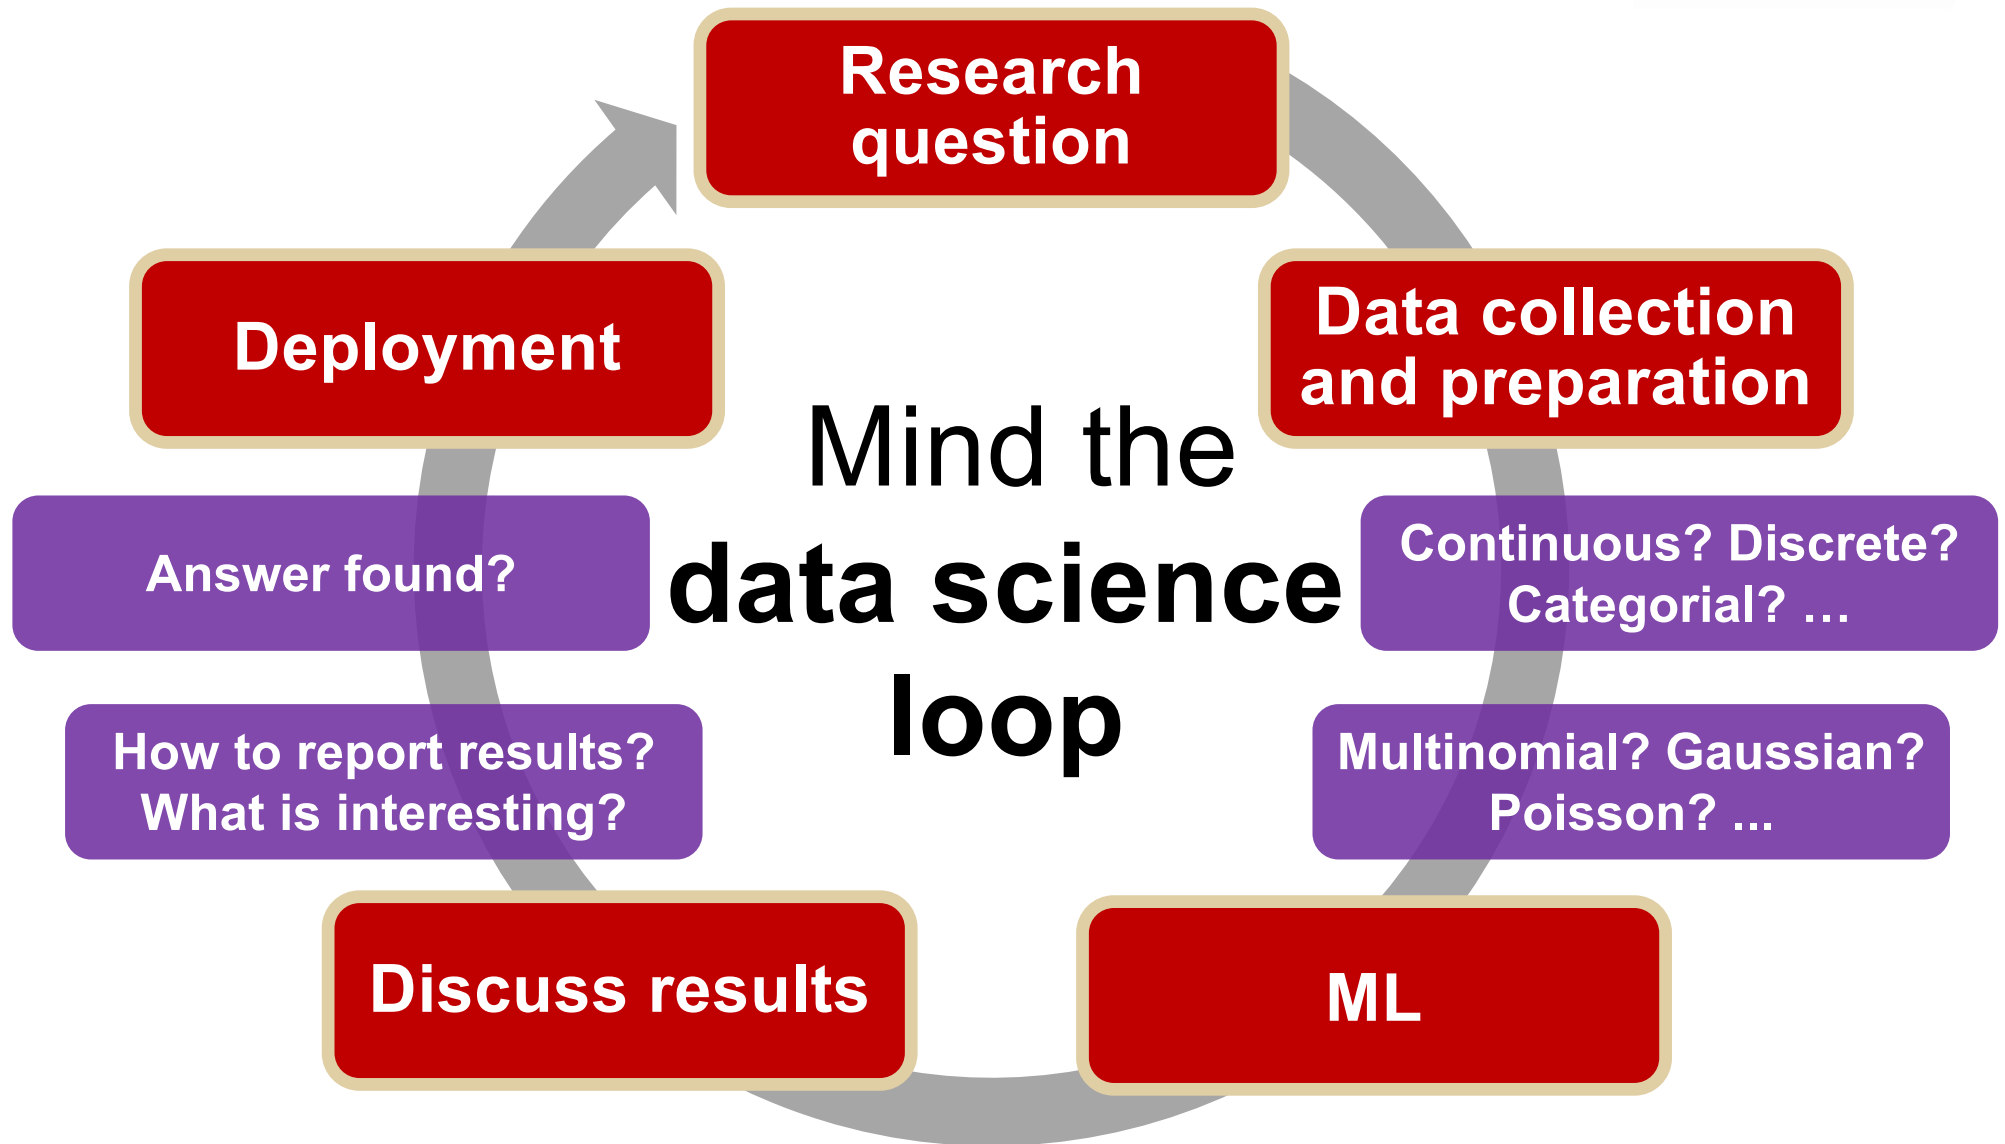 Research
question
Data collection
and preparation
Continuous? Discrete?
Categorial? …
Multinomial? Gaussian?
Poisson? ...
ML
Discuss results
How to report results?
What is interesting?
Answer found?
Deployment
Mind the
data science
loop